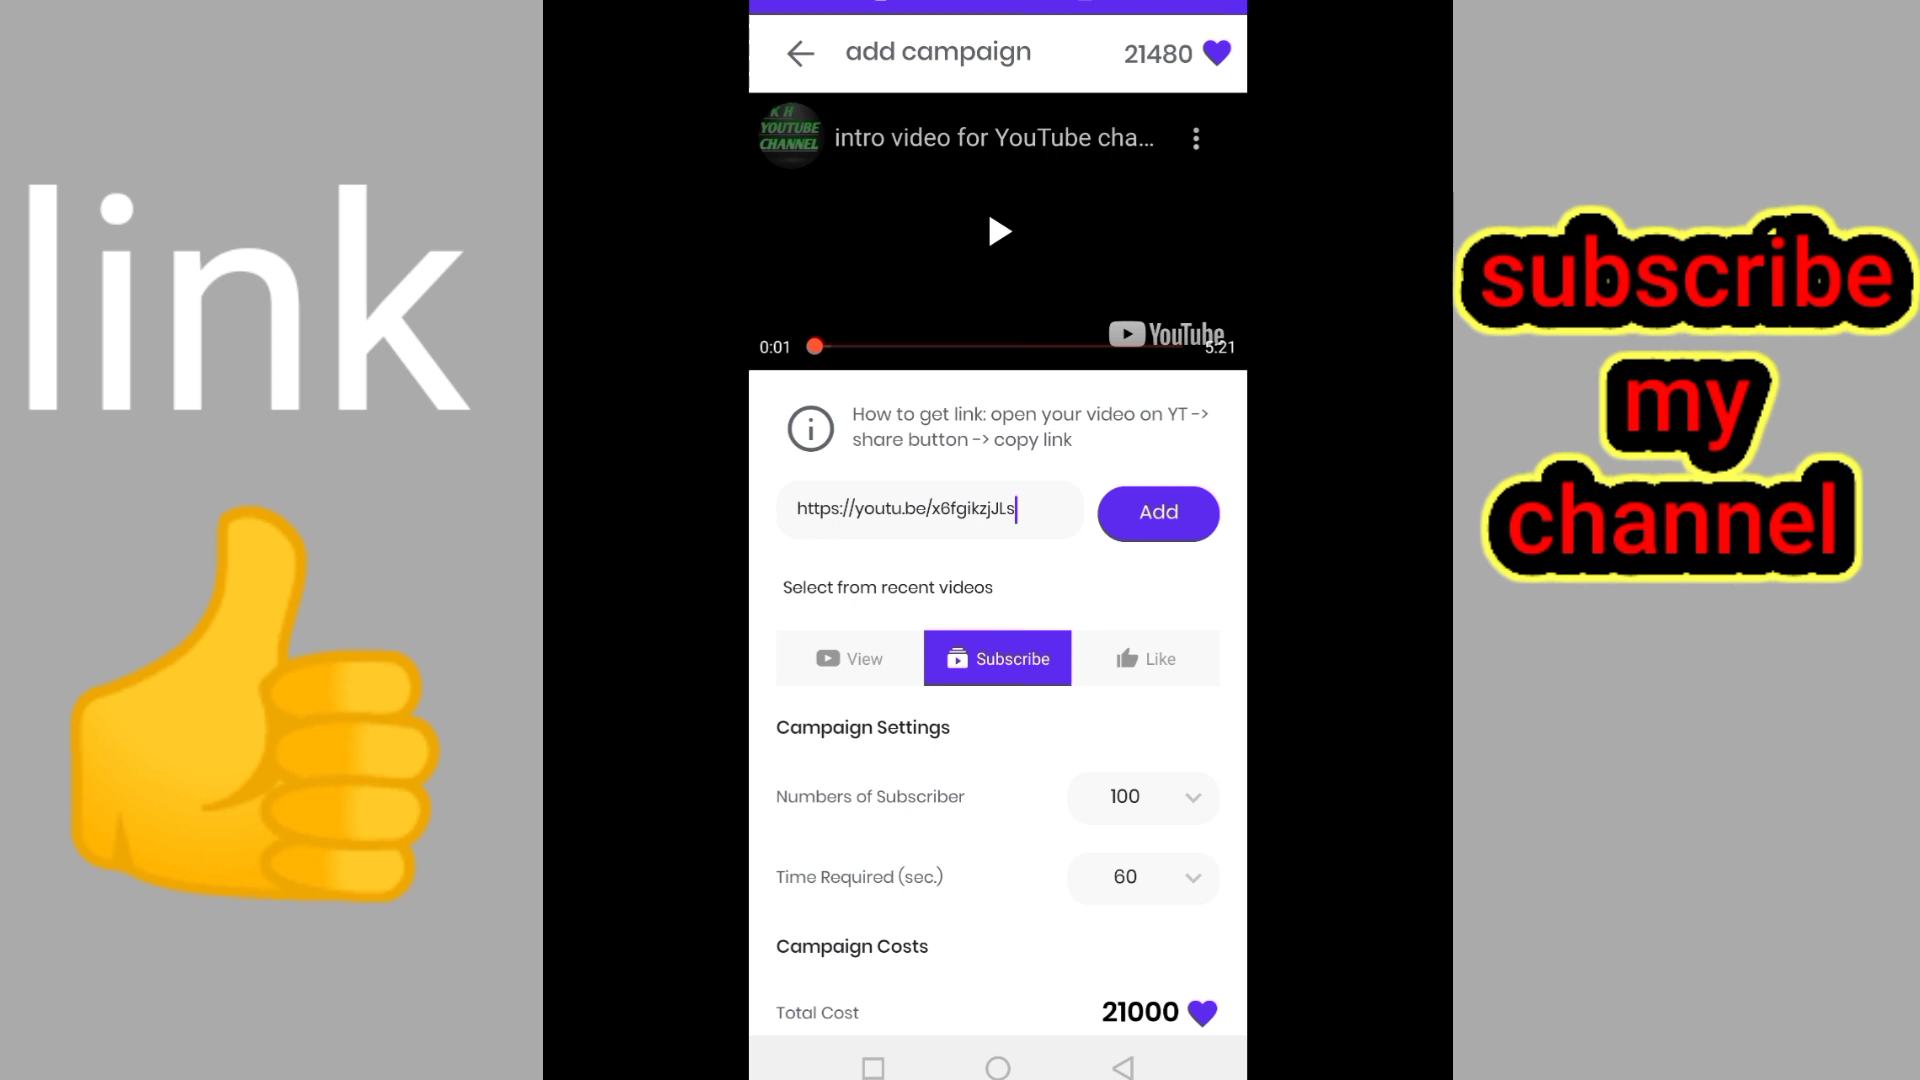 link
add campaign 21480
K H
YOUTUBE
CHANNEL
intro video for YouTube cha...
YouTube
0:01 5:21
How to get link: open your video on YT ->
share button -> copy link
https://youtu.be/x6fgikzjJLs
Add
Select from recent videos
View Subscribe Like
Campaign Settings
Numbers of Subscriber 100
Time Required (sec.) 60
Campaign Costs
Total Cost 21000
subscribe
my
channel